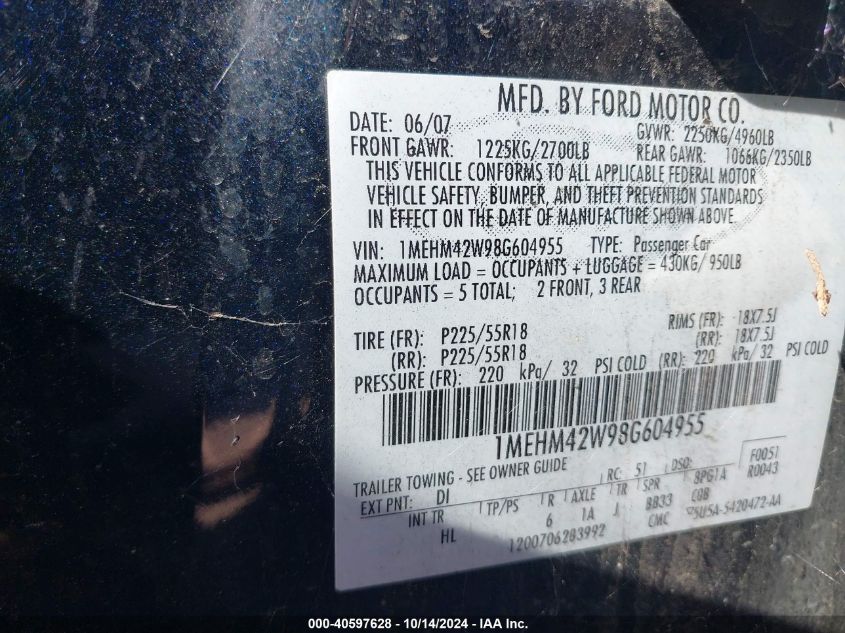 MFD. BY FORD MOTOR CO.
DATE: 06/07 GVWR: 2250KG/4960LB
FRONT GAWR: 1225KG/2700LB REAR GAWR: 1066KG/2350LB
THIS VEHICLE CONFORMS TO ALL APPLICABLE FEDERAL MOTOR
VEHICLE SAFETY, BUMPER, AND THEFT PREVENTION STANDARDS
IN EFFECT ON THE DATE OF MANUFACTURE SHOWN ABOVE.
VIN: 1MEHM42W98G604955 TYPE: Passenger Car
MAXIMUM LOAD = OCCUPANTS + LUGGAGE = 430KG/ 950LB
OCCUPANTS = 5 TOTAL; 2 FRONT, 3 REAR
TIRE (FR): P225/55R18 RIMS (FR): 18X7.5J
(RR): P225/55R18 (RR): 18X7.5J
PRESSURE (FR): 220 kPa/ 32 PSI COLD (RR): 220 kPa/ 32 PSI COLD
1MEHM42W98G604955
TRAILER TOWING - SEE OWNER GUIDE RC: 51 DSO: F0051
EXT PNT: DI R0043
INT TR TP/PS R AXLE TR SPR 8PG1A
6 1A J BB33 COB
HL 1200706203992 CMC 5U5A-5420472-AA
000-40597628 - 10/14/2024 - IAA Inc.